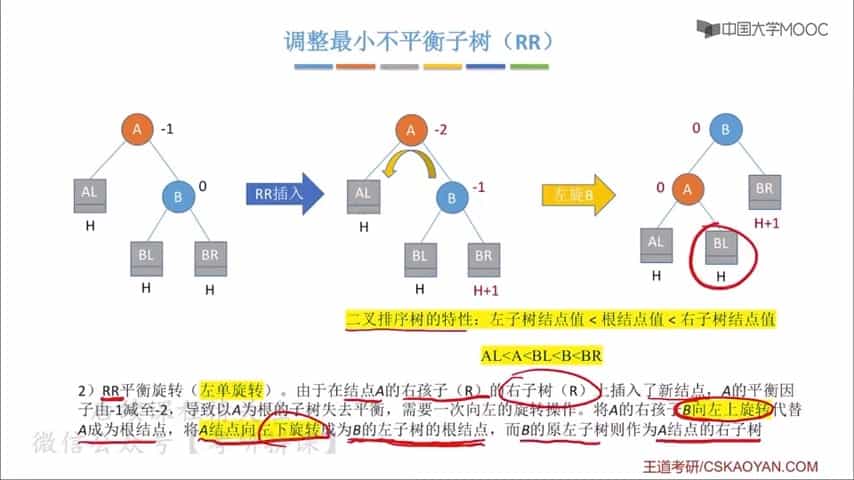 调整最小不平衡子树（RR）
中国大学MOOC
A -1
AL
B 0
H
BL
BR
H
H
RR插入
A -2
AL
B -1
H
BL
BR
H
H+1
左旋B
0 B
0 A
BR
H+1
AL
BL
H
H
二叉排序树的特性：左子树结点值 < 根结点值 < 右子树结点值
AL<A<BL<B<BR
2）RR平衡旋转（左单旋转）。由于在结点A的右孩子（R）的右子树（R）上插入了新结点，A的平衡因
子由-1减至-2，导致以A为根的子树失去平衡，需要一次向左的旋转操作。将A的右孩子B向左上旋转代替
A成为根结点，将A结点向左下旋转成为B的左子树的根结点，而B的原左子树则作为A结点的右子树
微信公众号
王道考研/CSKAOYAN.COM